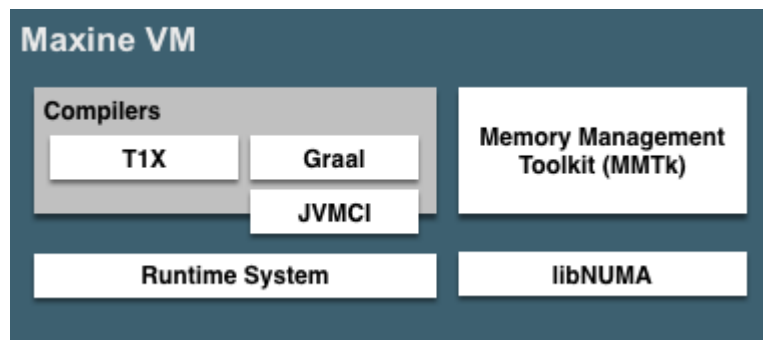 Maxine VM
Compilers
T1X
Graal
JVMCI
Memory Management
Toolkit (MMTk)
Runtime System
libNUMA